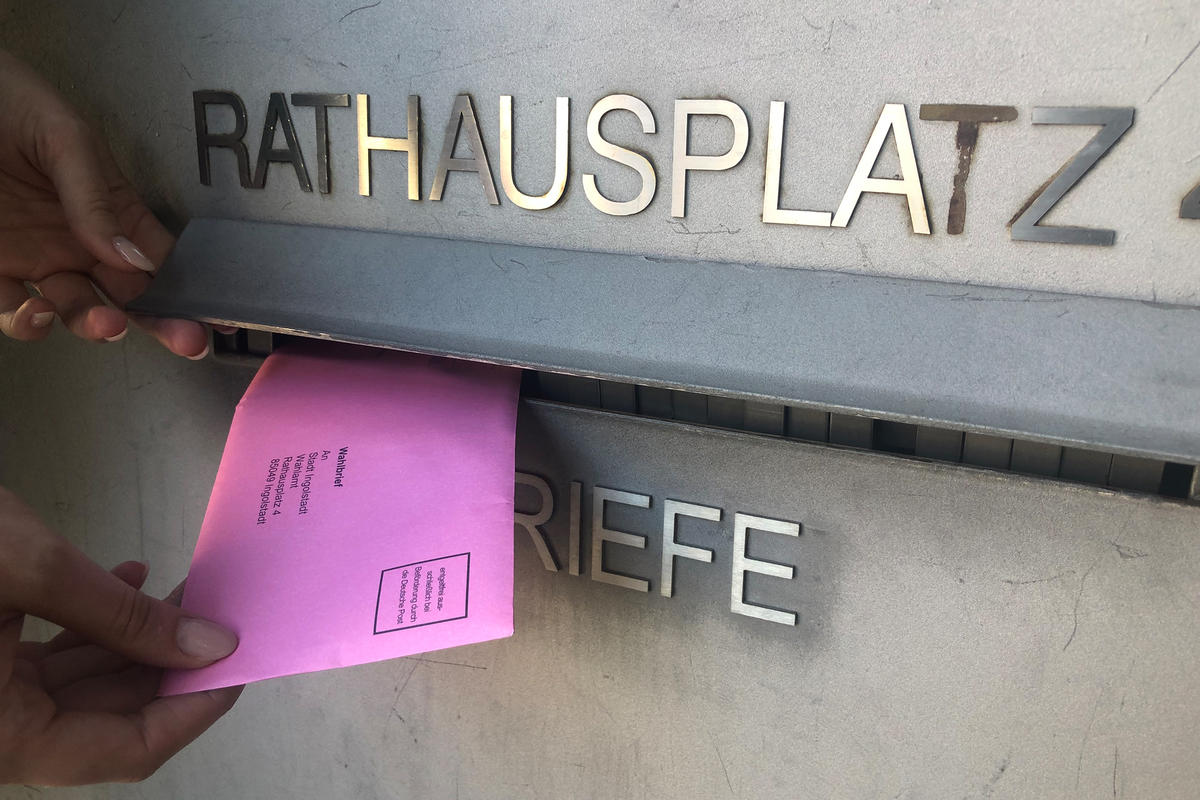 RATHAUSPLATZ
Wahlbrief
An
Stadt Ingolstadt
Wahlamt
Rathausplatz 4
85049 Ingolstadt
entgeltfrei aus-
schließlich bei
Beförderung durch
die Deutsche Post
RIEFE